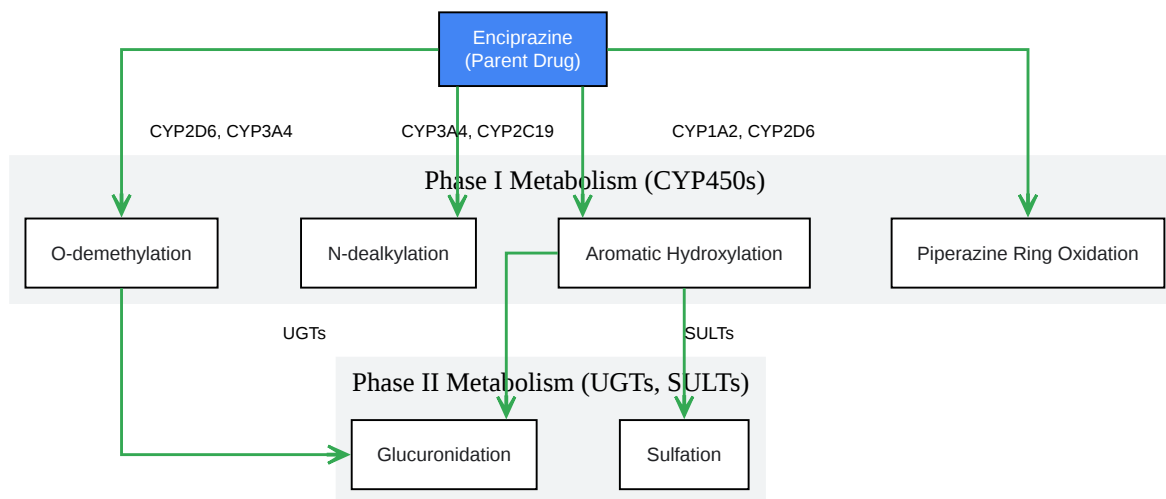 Enciprazine
(Parent Drug)
CYP2D6, CYP3A4
CYP3A4, CYP2C19
CYP1A2, CYP2D6
Phase I Metabolism (CYP450s)
O-demethylation
N-dealkylation
Aromatic Hydroxylation
Piperazine Ring Oxidation
UGTs
SULTs
Phase II Metabolism (UGTs, SULTs)
Glucuronidation
Sulfation